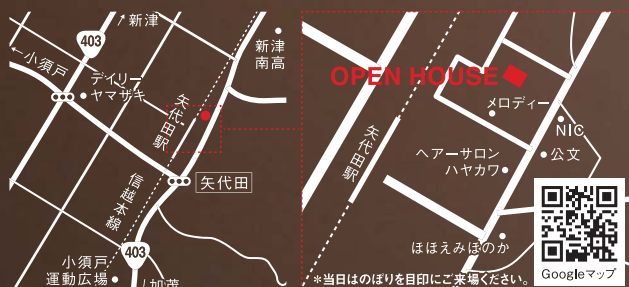 ↗新津
403
←小須戸
デイリー
ヤマザキ
新津
南高
矢代田駅
矢代田
信越本線
403
小須戸
運動広場
↓加茂
OPEN HOUSE
メロディー
NIC
公文
矢代田駅
ヘアーサロン
ハヤカワ
ほほえみほのか
Googleマップ
＊当日はのぼりを目印にご来場ください。